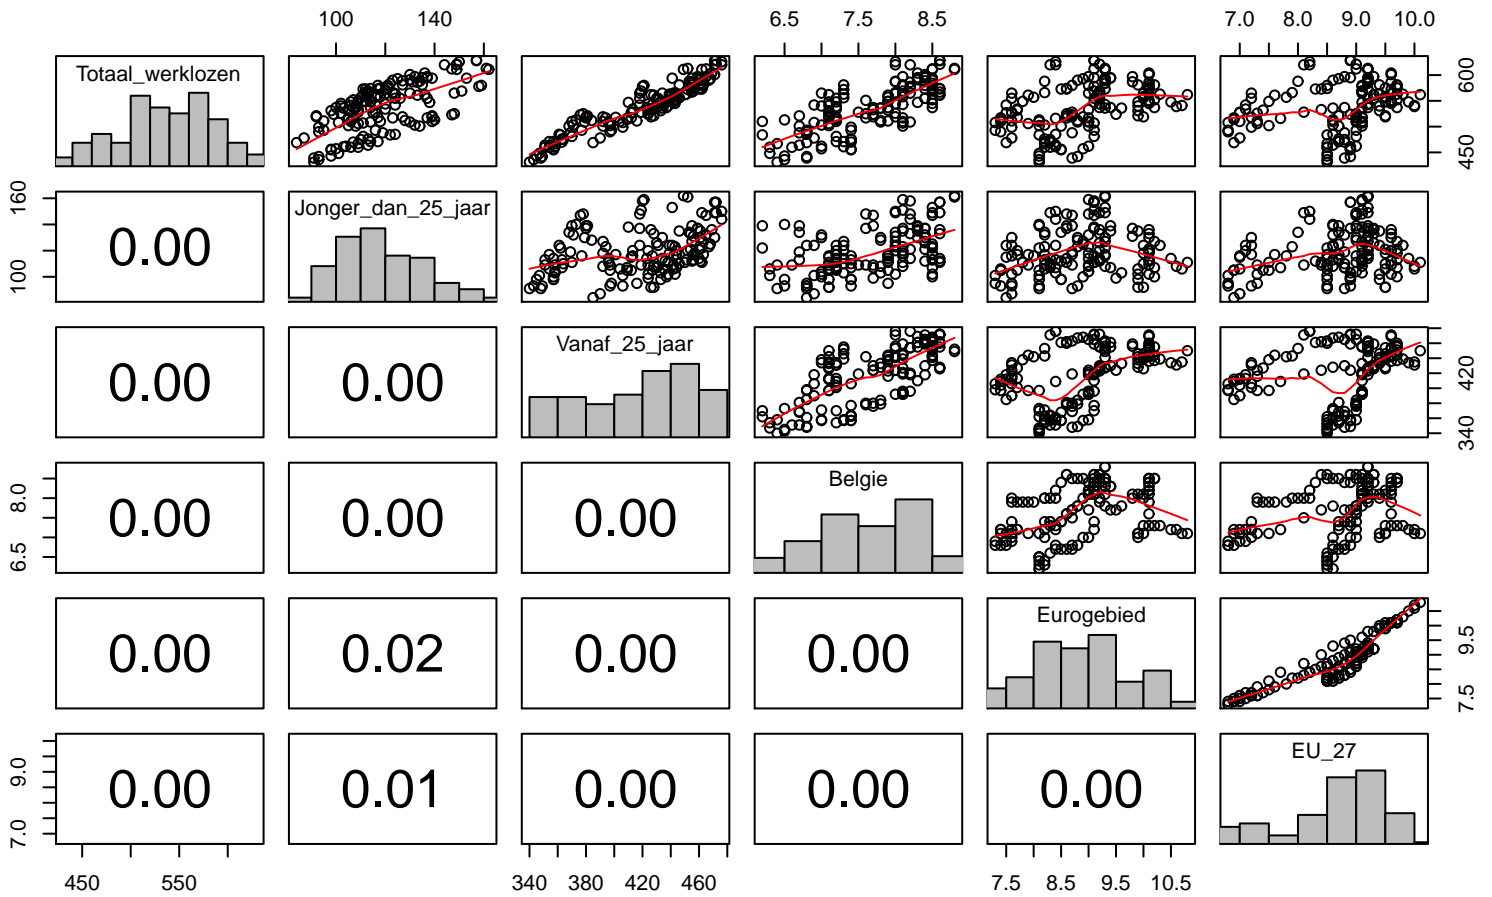 100 140 6.5 7.5 8.5 7.0 8.0 9.0 10.0
Totaal_werklozen
450 600
100 160
0.00 Jonger_dan_25_jaar
0.00 0.00 Vanaf_25_jaar
340 420
6.5 8.0
0.00 0.00 0.00 Belgie
0.00 0.02 0.00 0.00 Eurogebied
7.5 9.5
7.0 9.0
0.00 0.01 0.00 0.00 0.00 EU_27
450 550 340 380 420 460 7.5 8.5 9.5 10.5